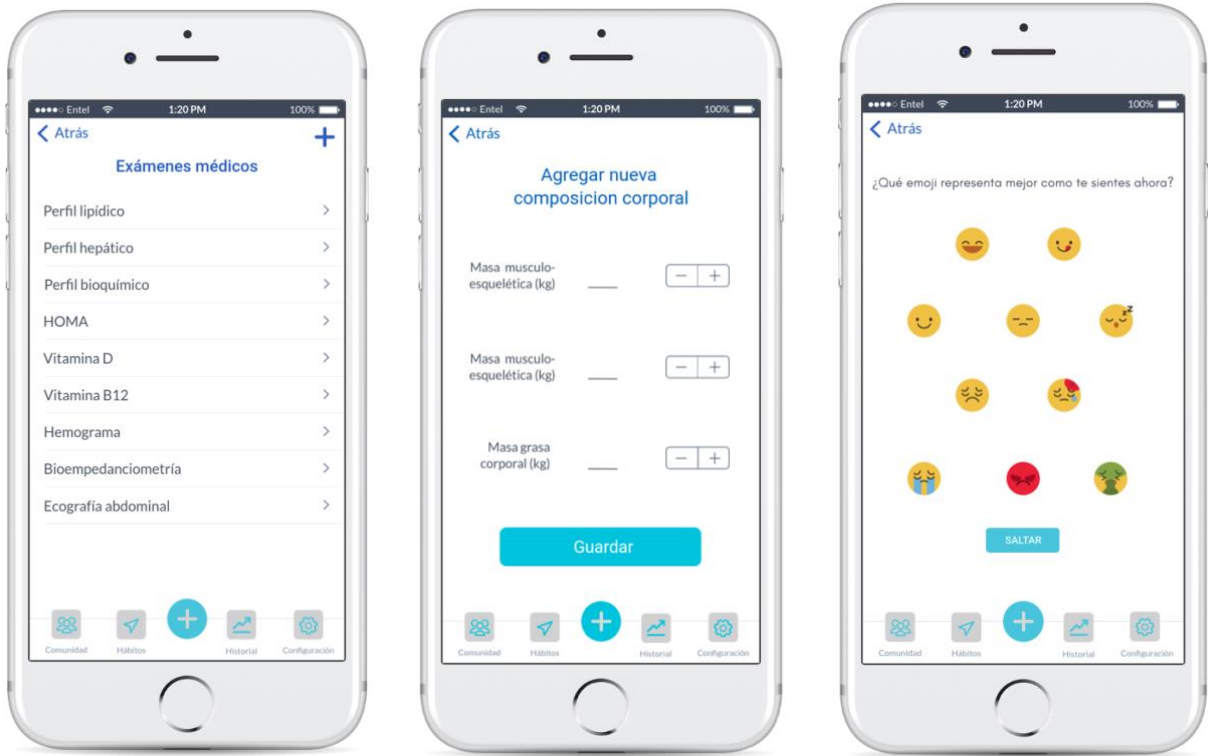 Entel 1:20 PM 100%
Atrás
Exámenes médicos
Perfil lipídico
Perfil hepático
Perfil bioquímico
HOMA
Vitamina D
Vitamina B12
Hemograma
Bioempedanciometría
Ecografía abdominal
Comunidad Hábitos Historial Configuración
Entel 1:20 PM 100%
Atrás
Agregar nueva
composicion corporal
Masa musculo-
esquelética (kg)
Masa musculo-
esquelética (kg)
Masa grasa
corporal (kg)
Guardar
Comunidad Hábitos Historial Configuración
Entel 1:20 PM 100%
Atrás
¿Qué emoji representa mejor como te sientes ahora?
SALTAR
Comunidad Hábitos Historial Configuración